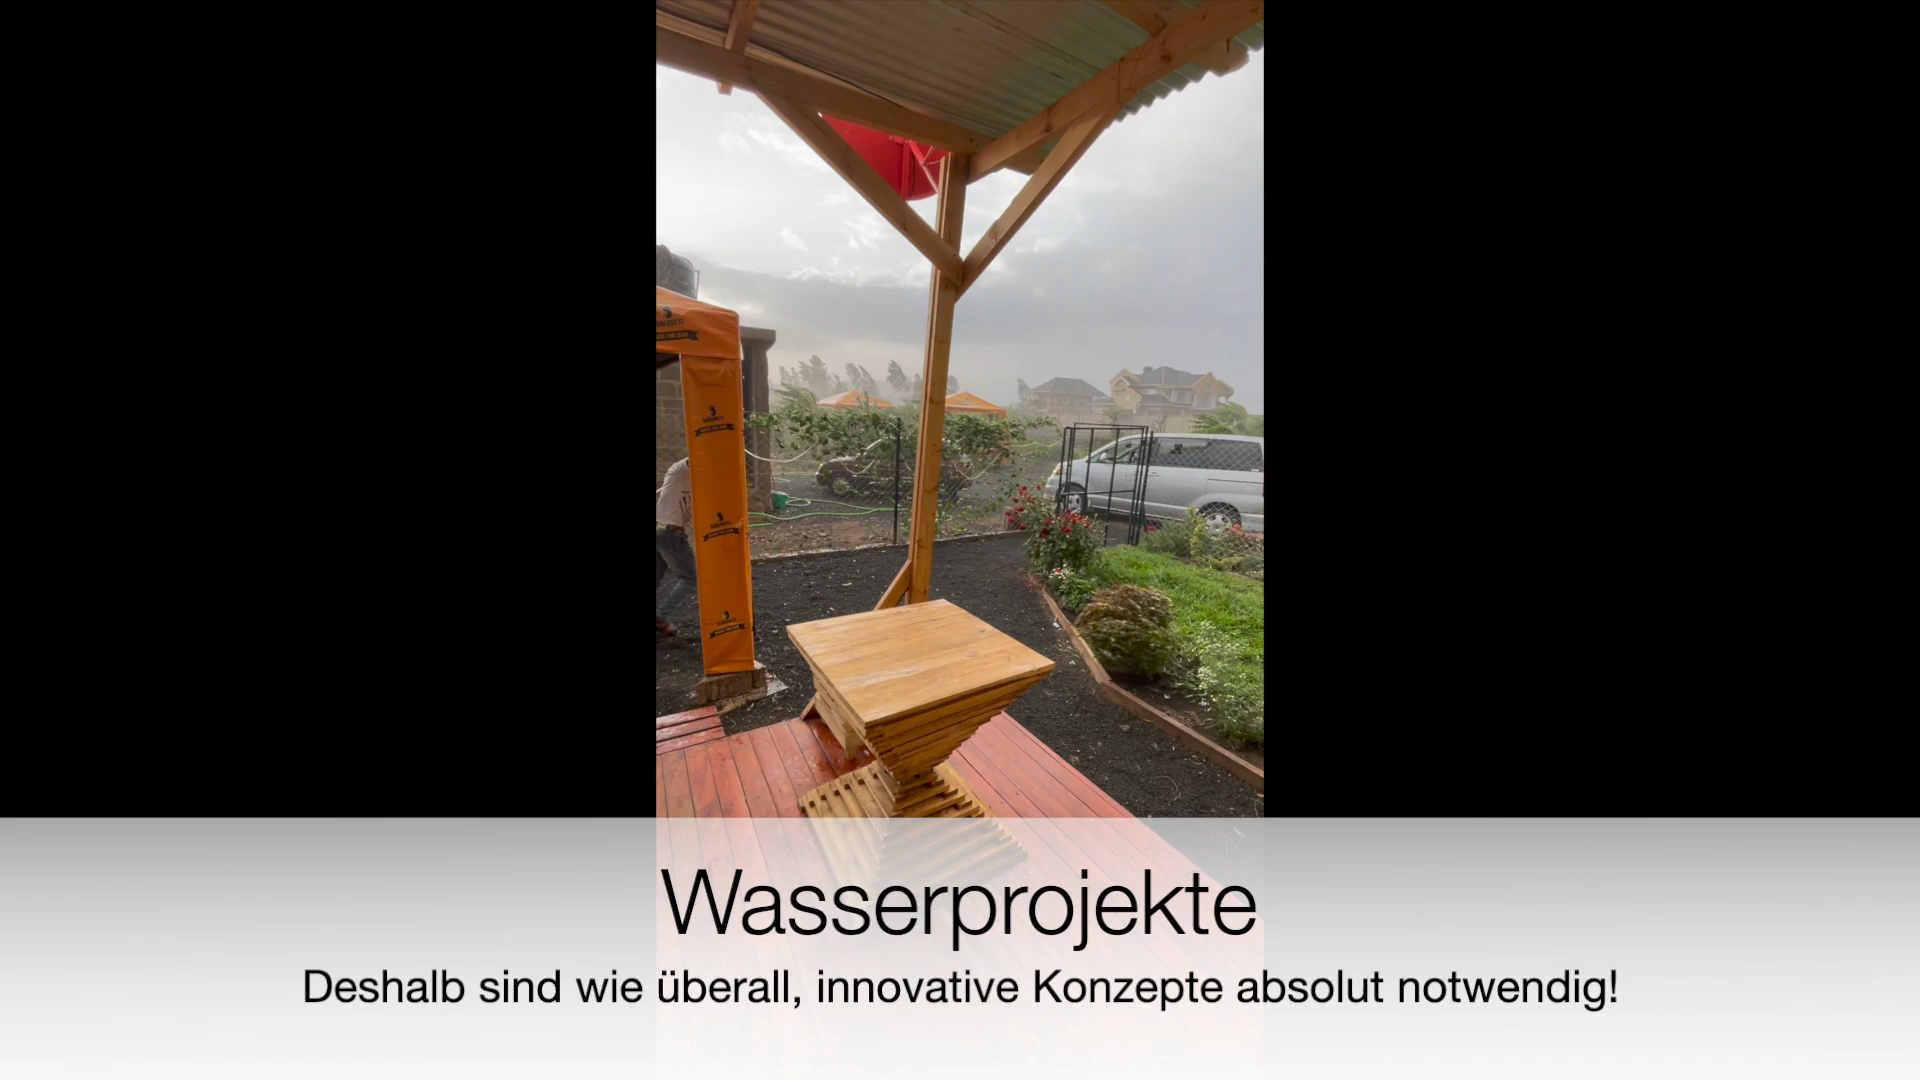 Wasserprojekte
Deshalb sind wie überall, innovative Konzepte absolut notwendig!